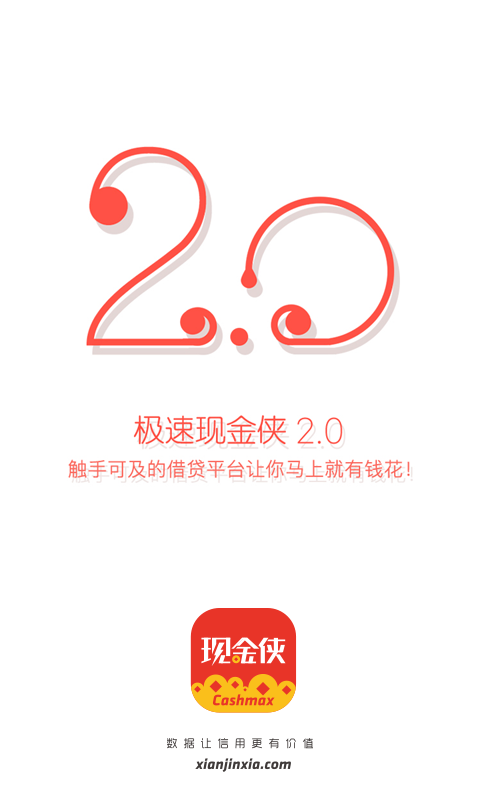 2.0
极速现金侠 2.0
触手可及的借贷平台让你马上就有钱花!
现金侠
Cashmax
数据让信用更有价值
xianjinxia.com